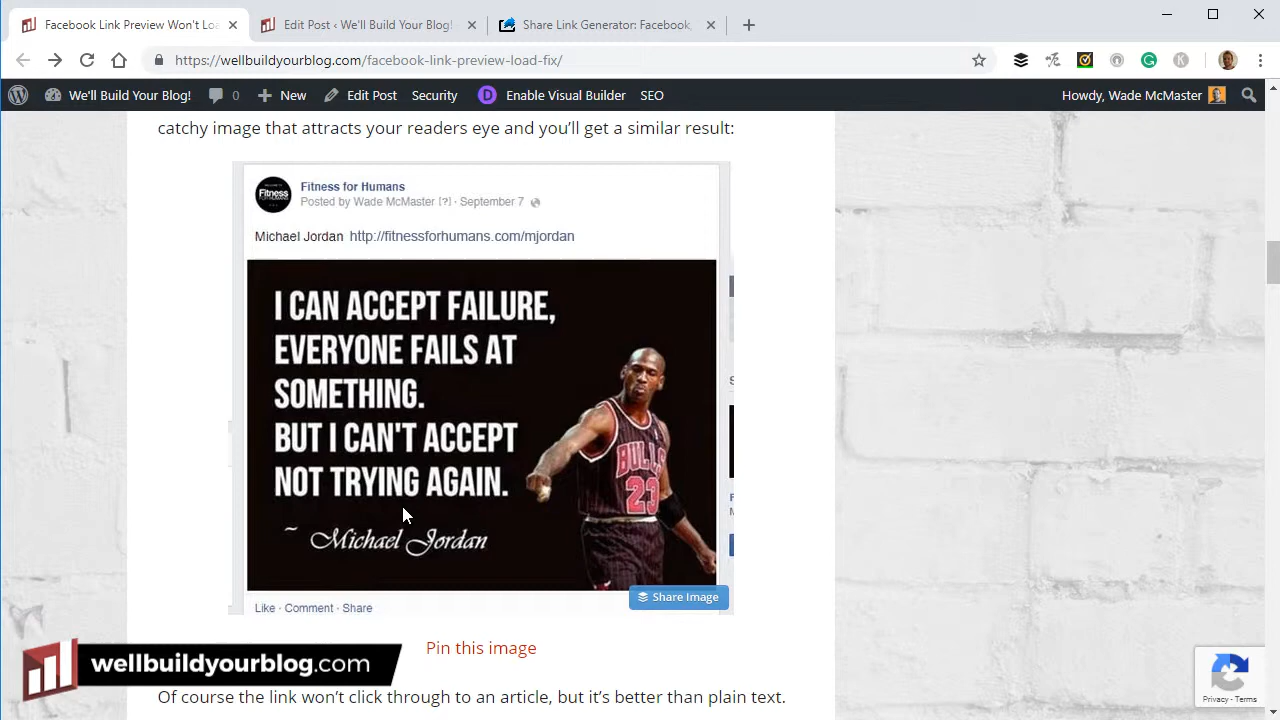 Facebook Link Preview Won't Loa
Edit Post ‹ We'll Build Your Blog!
Share Link Generator: Facebook,
https://wellbuildyourblog.com/facebook-link-preview-load-fix/
We'll Build Your Blog! 0 New Edit Post Security Enable Visual Builder SEO Howdy, Wade McMaster
catchy image that attracts your readers eye and you'll get a similar result:
Fitness for Humans
Posted by Wade McMaster [?] · September 7
Michael Jordan http://fitnessforhumans.com/mjordan
I CAN ACCEPT FAILURE,
EVERYONE FAILS AT
SOMETHING.
BUT I CAN'T ACCEPT
NOT TRYING AGAIN.
~ Michael Jordan
BULLS
23
Share Image
Like · Comment · Share
Pin this image
wellbuildyourblog.com
Of course the link won't click through to an article, but it's better than plain text.
Privacy - Terms